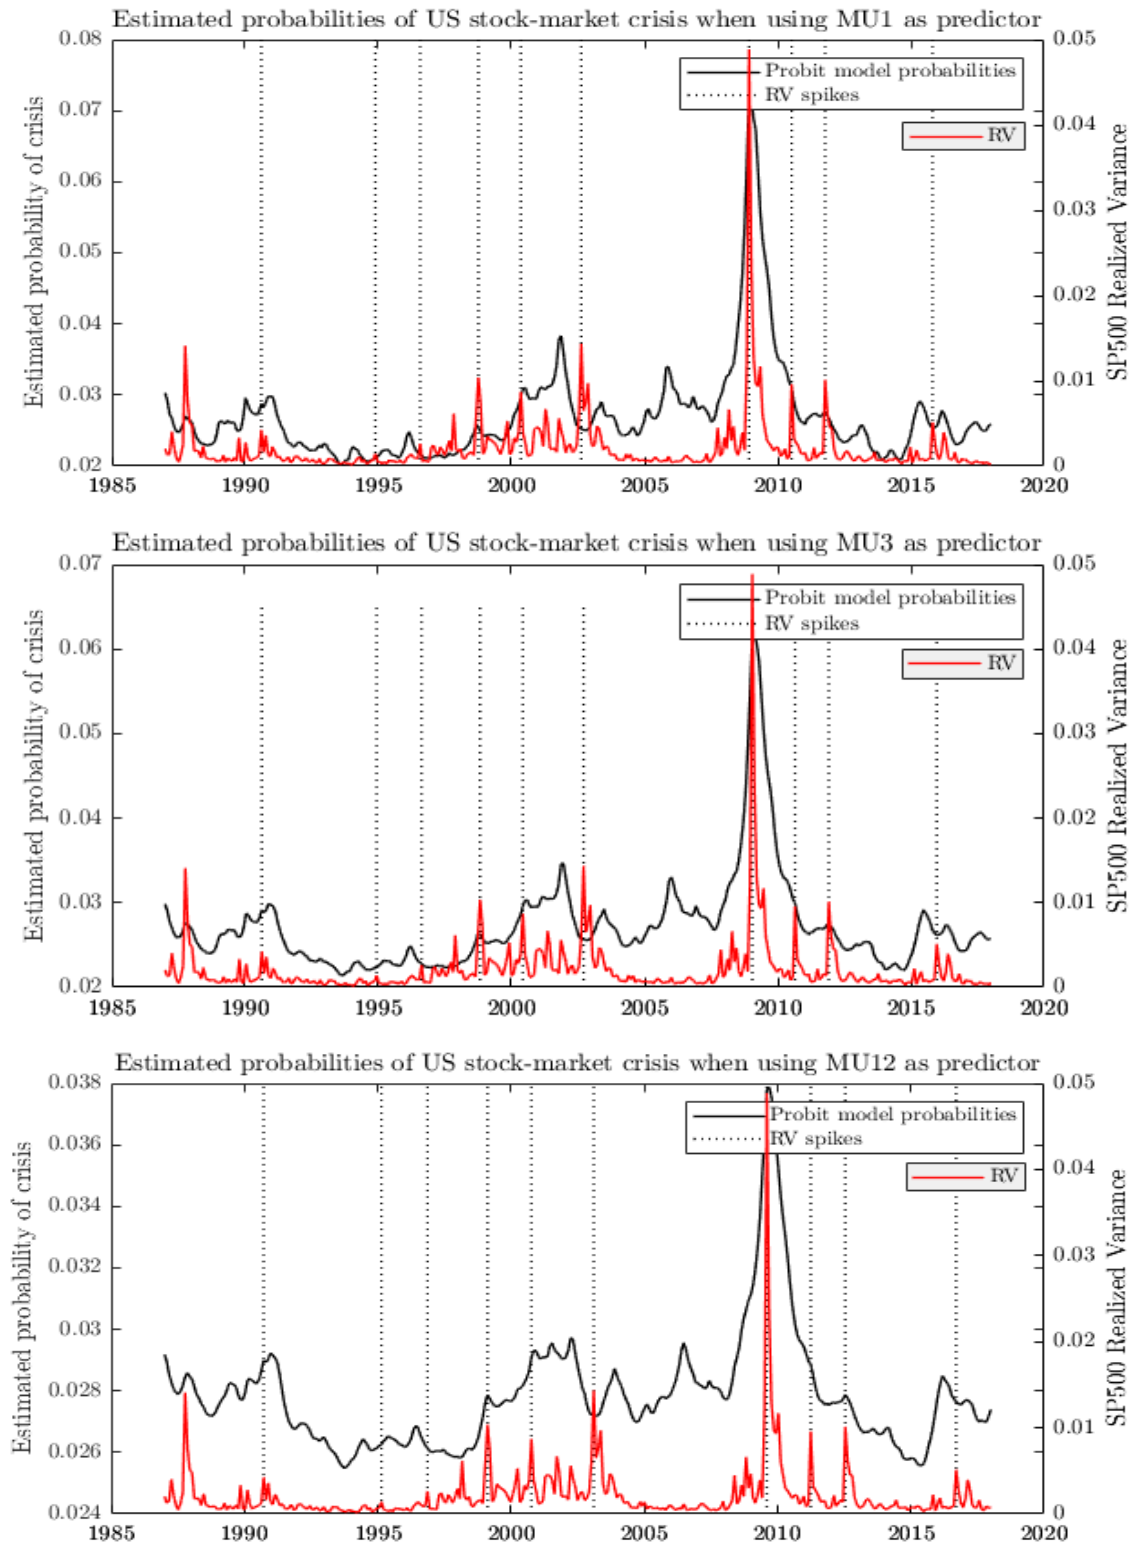 Estimated probabilities of US stock-market crisis when using MU1 as predictor
0.08
0.07
0.06
0.05
0.04
0.03
0.02
Estimated probability of crisis
Probit model probabilities
RV spikes
RV
0.05
0.04
0.03
0.02
0.01
0
SP500 Realized Variance
1985 1990 1995 2000 2005 2010 2015 2020
Estimated probabilities of US stock-market crisis when using MU3 as predictor
0.07
0.06
0.05
0.04
0.03
0.02
Estimated probability of crisis
Probit model probabilities
RV spikes
RV
0.05
0.04
0.03
0.02
0.01
0
SP500 Realized Variance
1985 1990 1995 2000 2005 2010 2015 2020
Estimated probabilities of US stock-market crisis when using MU12 as predictor
0.038
0.036
0.034
0.032
0.03
0.028
0.026
0.024
Estimated probability of crisis
Probit model probabilities
RV spikes
RV
0.05
0.04
0.03
0.02
0.01
0
SP500 Realized Variance
1985 1990 1995 2000 2005 2010 2015 2020